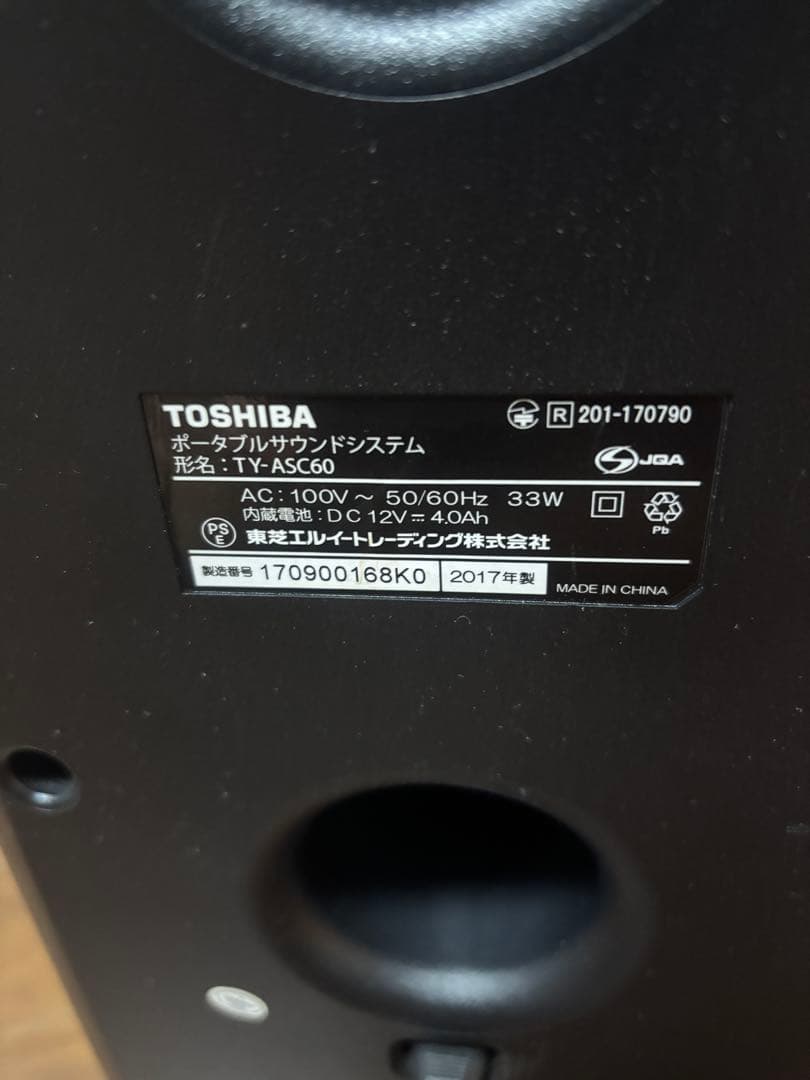 TOSHIBA
R 201-170790
ポータブルサウンドシステム
形名：TY-ASC60
JQA
AC：100V～ 50/60Hz 33W
内蔵電池：DC 12V⎓ 4.0Ah
Pb
PS
E
東芝エルイートレーディング株式会社
製造番号 170900168K0 2017年製
MADE IN CHINA